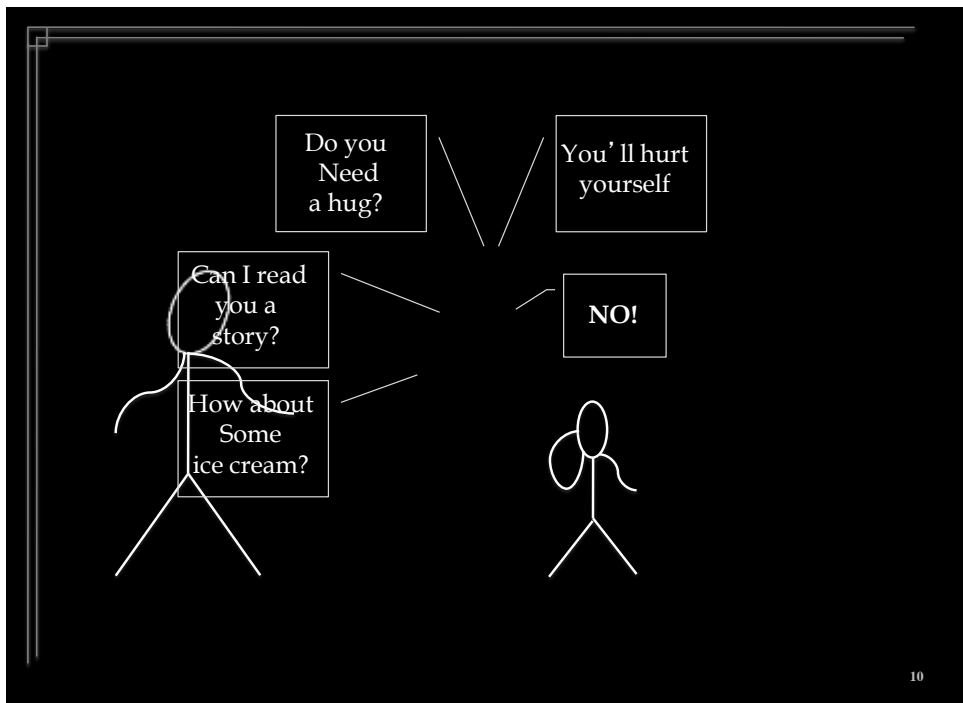 Do you
Need
a hug?
You’ ll hurt
yourself
Can I read
you a
story?
NO!
How about
Some
ice cream?
10